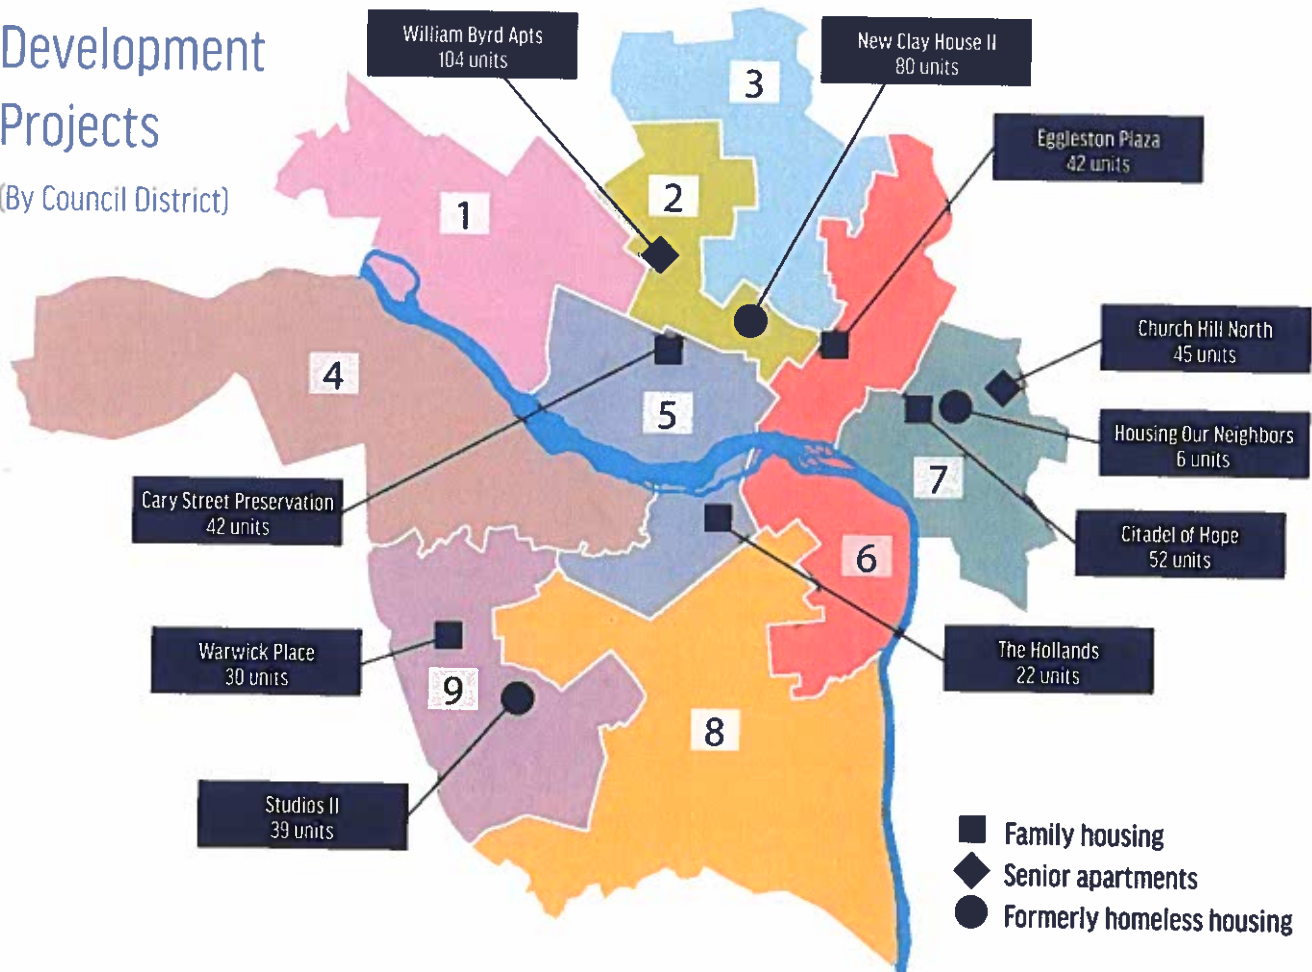 Development
Projects
(By Council District)
William Byrd Apts
104 units
New Clay House II
80 units
Eggleston Plaza
42 units
Church Hill North
45 units
Housing Our Neighbors
6 units
Citadel of Hope
52 units
The Hollands
22 units
Cary Street Preservation
42 units
Warwick Place
30 units
Studios II
39 units
1
2
3
4
5
6
7
8
9
Family housing
Senior apartments
Formerly homeless housing